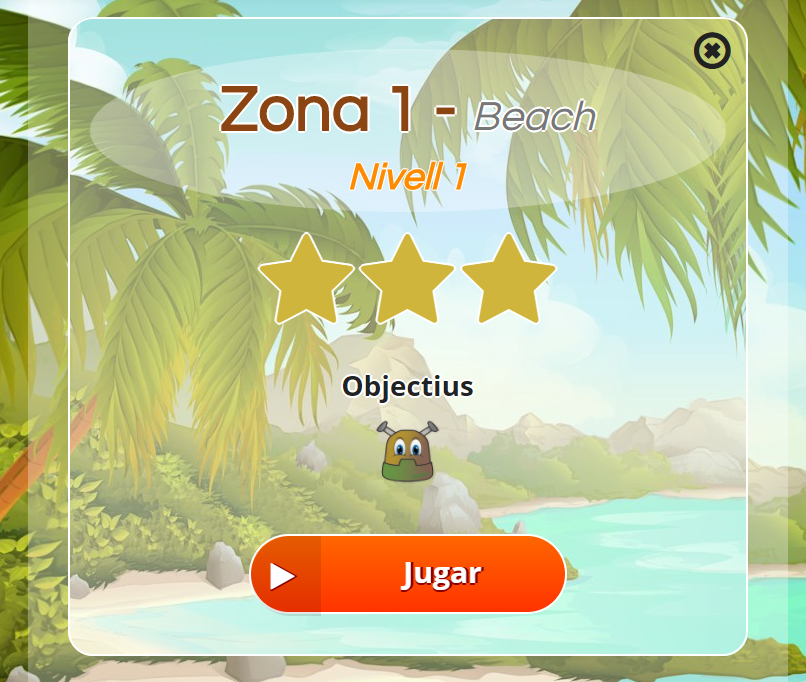 Zona 1 - Beach
Nivell 1
Objectius
Jugar